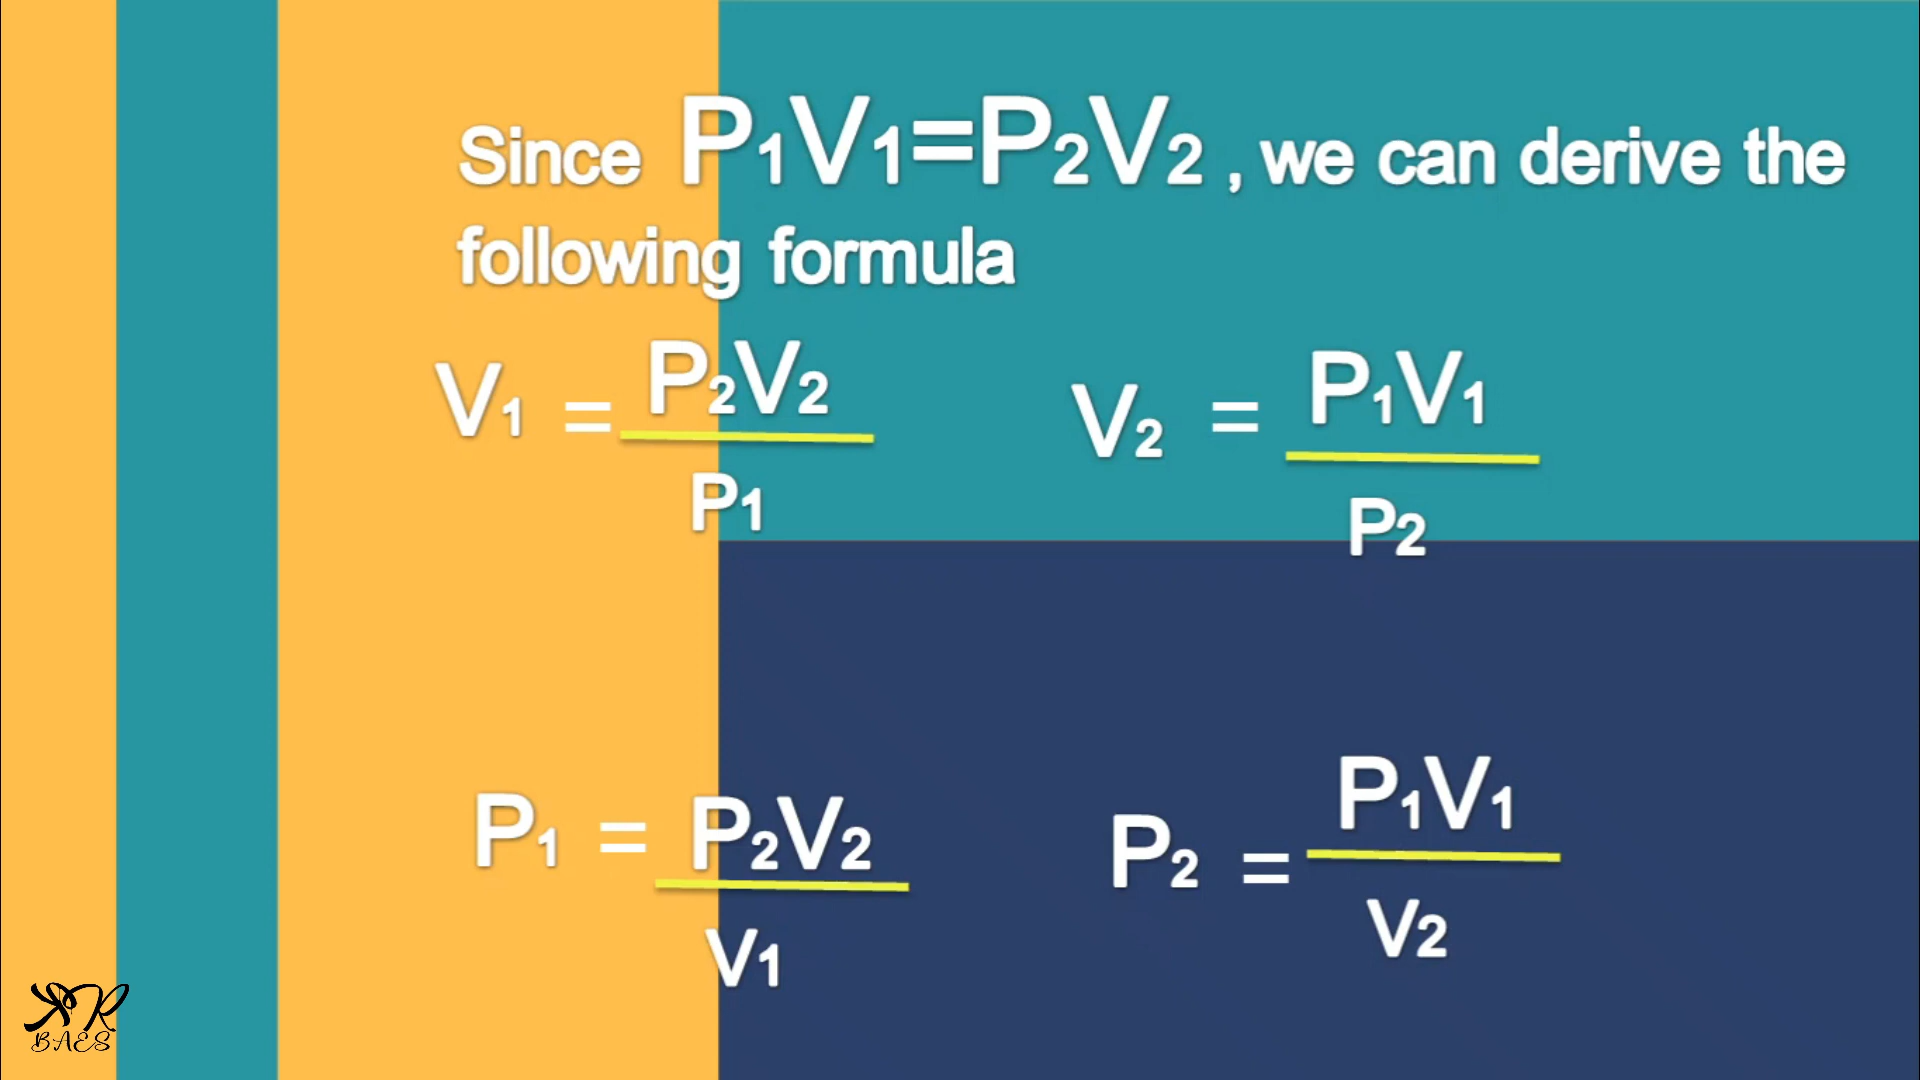 Since P1V1=P2V2 , we can derive the
following formula
V1 = P2V2
P1
V2 = P1V1
P2
P1 = P2V2
V1
P2 = P1V1
V2
KR
BAES